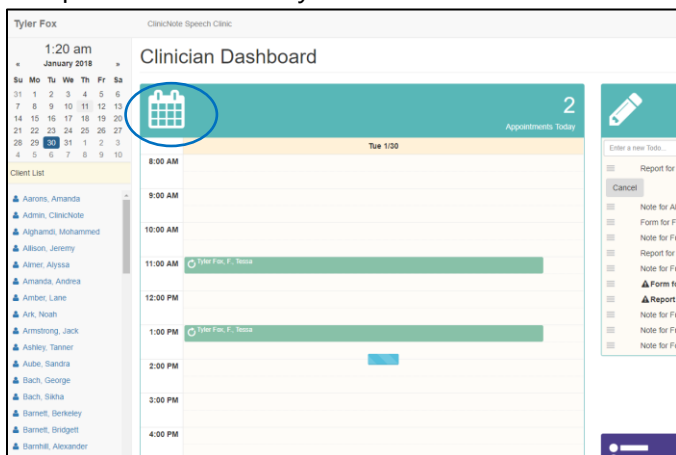 Tyler Fox
ClinicNote Speech Clinic
1:20 am
« January 2018 »
Su Mo Tu We Th Fr Sa
31 1 2 3 4 5 6
7 8 9 10 11 12 13
14 15 16 17 18 19 20
21 22 23 24 25 26 27
28 29 30 31 1 2 3
4 5 6 7 8 9 10
Client List
Aarons, Amanda
Admin, ClinicNote
Alghamdi, Mohammed
Allison, Jeremy
Almer, Alyssa
Amanda, Andrea
Amber, Lane
Ark, Noah
Armstrong, Jack
Ashley, Tanner
Aube, Sandra
Bach, George
Bach, Sikha
Barnett, Berkeley
Barnett, Bridgett
Barnhill, Alexander
Clinician Dashboard
2
Appointments Today
Tue 1/30
8:00 AM
9:00 AM
10:00 AM
11:00 AM Tyler Fox, F., Tessa
12:00 PM
1:00 PM Tyler Fox, F., Tessa
2:00 PM
3:00 PM
4:00 PM
Enter a new Todo...
Report for
Cancel
Note for Al
Form for F
Note for Fr
Report for
Note for Fr
Form fo
Report
Note for Fr
Note for Fr
Note for Fr